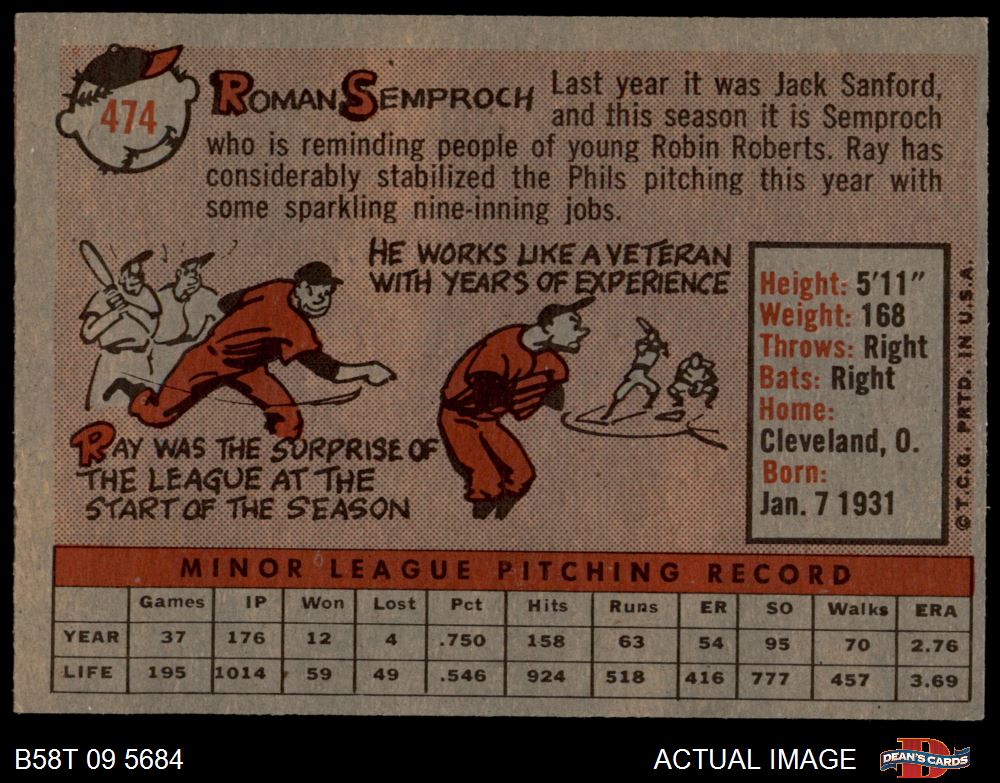 474
ROMAN SEMPROCH
Last year it was Jack Sanford,
and this season it is Semproch
who is reminding people of young Robin Roberts. Ray has
considerably stabilized the Phils pitching this year with
some sparkling nine-inning jobs.
HE WORKS LIKE A VETERAN
WITH YEARS OF EXPERIENCE
RAY WAS THE SURPRISE OF
THE LEAGUE AT THE
START OF THE SEASON
Height: 5'11"
Weight: 168
Throws: Right
Bats: Right
Home:
Cleveland, O.
Born:
Jan. 7 1931
© T.C.G. PRTD. IN U.S.A.
MINOR LEAGUE PITCHING RECORD
Games IP Won Lost Pct Hits Runs ER SO Walks ERA
YEAR 37 176 12 4 .750 158 63 54 95 70 2.76
LIFE 195 1014 59 49 .546 924 518 416 777 457 3.69
B58T 09 5684
ACTUAL IMAGE
D
DEAN'S CARDS